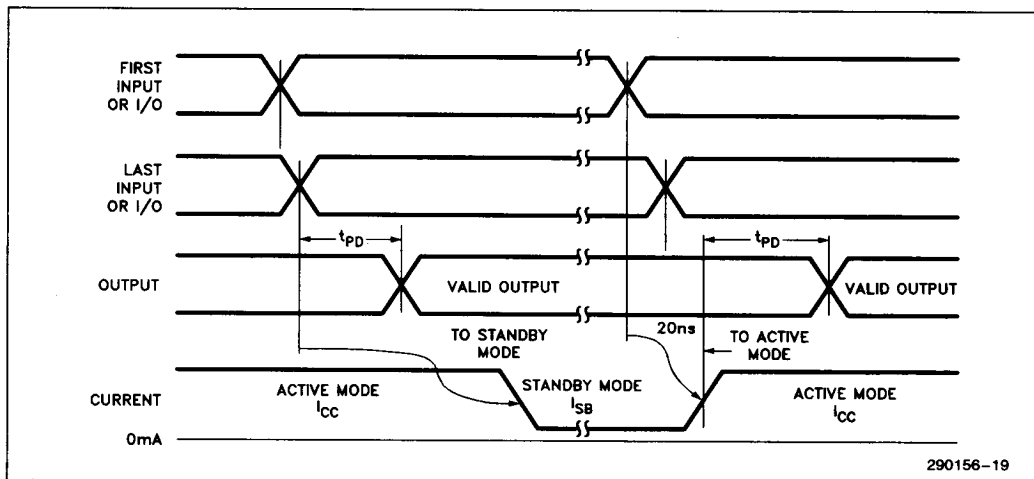 FIRST
INPUT
OR I/O
LAST
INPUT
OR I/O
tPD
tPD
OUTPUT
VALID OUTPUT
VALID OUTPUT
TO STANDBY
MODE
20ns
TO ACTIVE
MODE
CURRENT
ACTIVE MODE
ICC
STANDBY MODE
ISB
ACTIVE MODE
ICC
0mA
290156-19